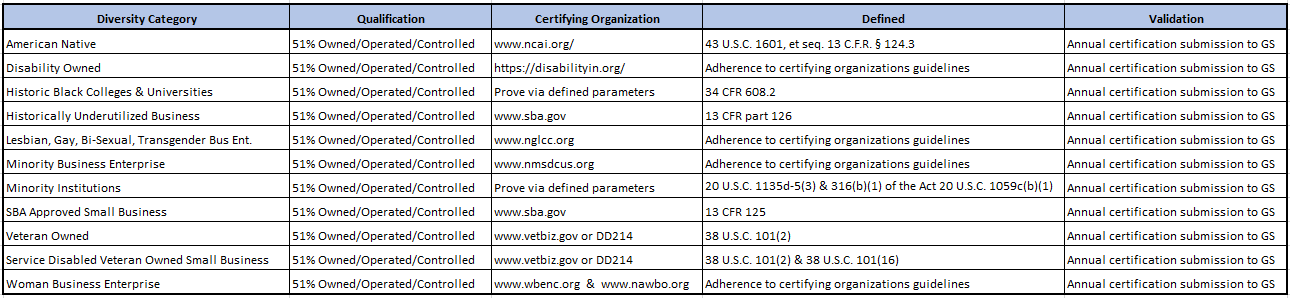 Diversity Category Qualification Certifying Organization Defined Validation
American Native 51% Owned/Operated/Controlled www.ncai.org/ 43 U.S.C. 1601, et seq. 13 C.F.R. § 124.3 Annual certification submission to GS
Disability Owned 51% Owned/Operated/Controlled https://disabilityin.org/ Adherence to certifying organizations guidelines Annual certification submission to GS
Historic Black Colleges & Universities 51% Owned/Operated/Controlled Prove via defined parameters 34 CFR 608.2 Annual certification submission to GS
Historically Underutilized Business 51% Owned/Operated/Controlled www.sba.gov 13 CFR part 126 Annual certification submission to GS
Lesbian, Gay, Bi-Sexual, Transgender Bus Ent. 51% Owned/Operated/Controlled www.nglcc.org Adherence to certifying organizations guidelines Annual certification submission to GS
Minority Business Enterprise 51% Owned/Operated/Controlled www.nmsdcus.org Adherence to certifying organizations guidelines Annual certification submission to GS
Minority Institutions 51% Owned/Operated/Controlled Prove via defined parameters 20 U.S.C. 1135d-5(3) & 316(b)(1) of the Act 20 U.S.C. 1059c(b)(1) Annual certification submission to GS
SBA Approved Small Business 51% Owned/Operated/Controlled www.sba.gov 13 CFR 125 Annual certification submission to GS
Veteran Owned 51% Owned/Operated/Controlled www.vetbiz.gov or DD214 38 U.S.C. 101(2) Annual certification submission to GS
Service Disabled Veteran Owned Small Business 51% Owned/Operated/Controlled www.vetbiz.gov or DD214 38 U.S.C. 101(2) & 38 U.S.C. 101(16) Annual certification submission to GS
Woman Business Enterprise 51% Owned/Operated/Controlled www.wbenc.org & www.nawbo.org Adherence to certifying organizations guidelines Annual certification submission to GS